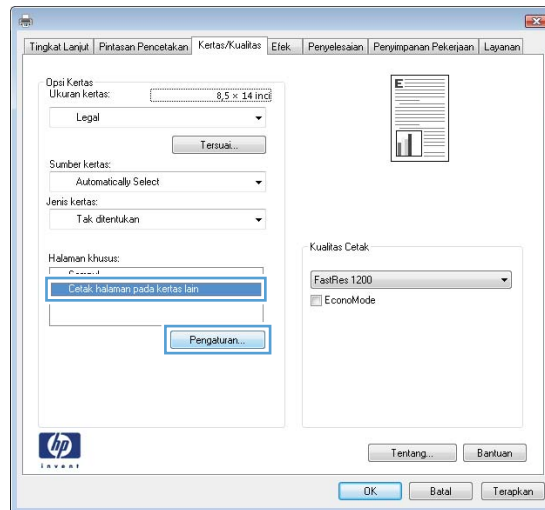 Tingkat Lanjut Pintasan Pencetakan Kertas/Kualitas Efek Penyelesaian Penyimpanan Pekerjaan Layanan
Opsi Kertas
Ukuran kertas: 8,5 × 14 inci
Legal
Tersuai...
Sumber kertas:
Automatically Select
Jenis kertas:
Tak ditentukan
Halaman khusus:
Cetak halaman pada kertas lain
Pengaturan...
E
Kualitas Cetak
FastRes 1200
EconoMode
hp
invent
Tentang... Bantuan
OK Batal Terapkan